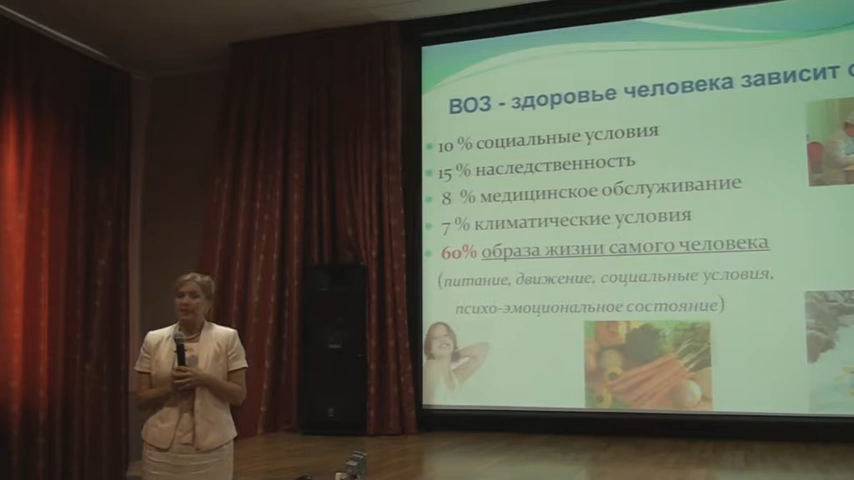 ВОЗ - здоровье человека зависит о
10 % социальные условия
15 % наследственность
8 % медицинское обслуживание
7 % климатические условия
60% образа жизни самого человека
(питание, движение, социальные условия,
психо-эмоциональное состояние)